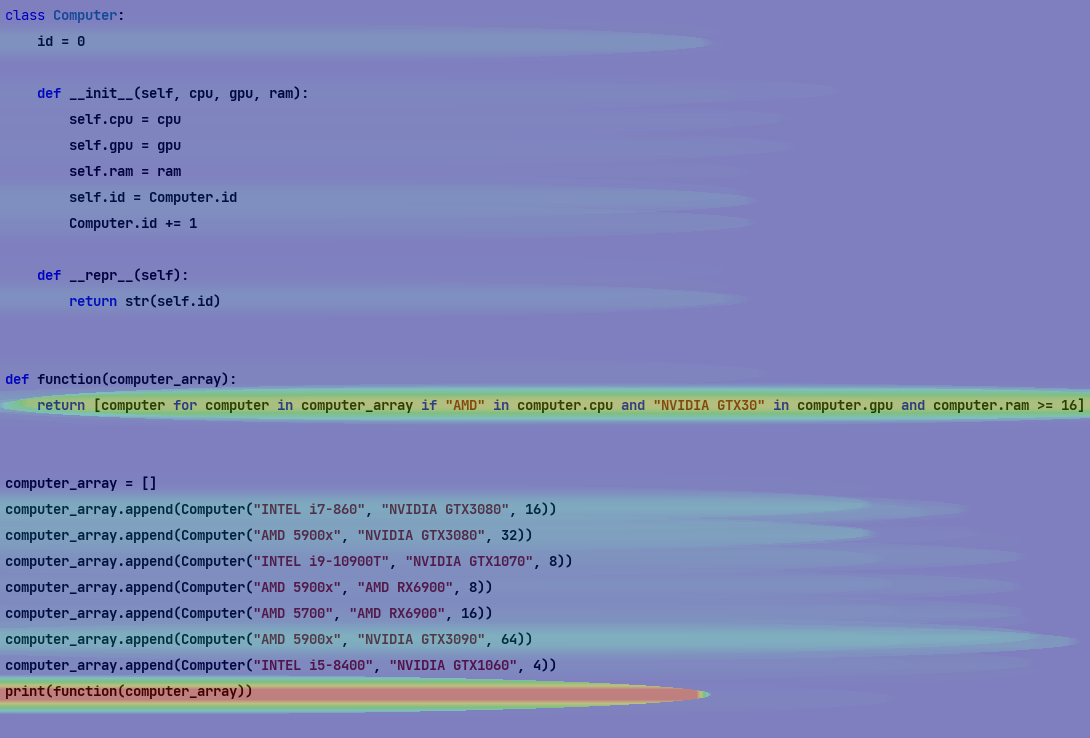 class Computer:
    id = 0
    def __init__(self, cpu, gpu, ram):
        self.cpu = cpu
        self.gpu = gpu
        self.ram = ram
        self.id = Computer.id
        Computer.id += 1
    def __repr__(self):
        return str(self.id)
def function(computer_array):
    return [computer for computer in computer_array if "AMD" in computer.cpu and "NVIDIA GTX30" in computer.gpu and computer.ram >= 16]
computer_array = []
computer_array.append(Computer("INTEL i7-860", "NVIDIA GTX3080", 16))
computer_array.append(Computer("AMD 5900x", "NVIDIA GTX3080", 32))
computer_array.append(Computer("INTEL i9-10900T", "NVIDIA GTX1070", 8))
computer_array.append(Computer("AMD 5900x", "AMD RX6900", 8))
computer_array.append(Computer("AMD 5700", "AMD RX6900", 16))
computer_array.append(Computer("AMD 5900x", "NVIDIA GTX3090", 64))
computer_array.append(Computer("INTEL i5-8400", "NVIDIA GTX1060", 4))
print(function(computer_array))